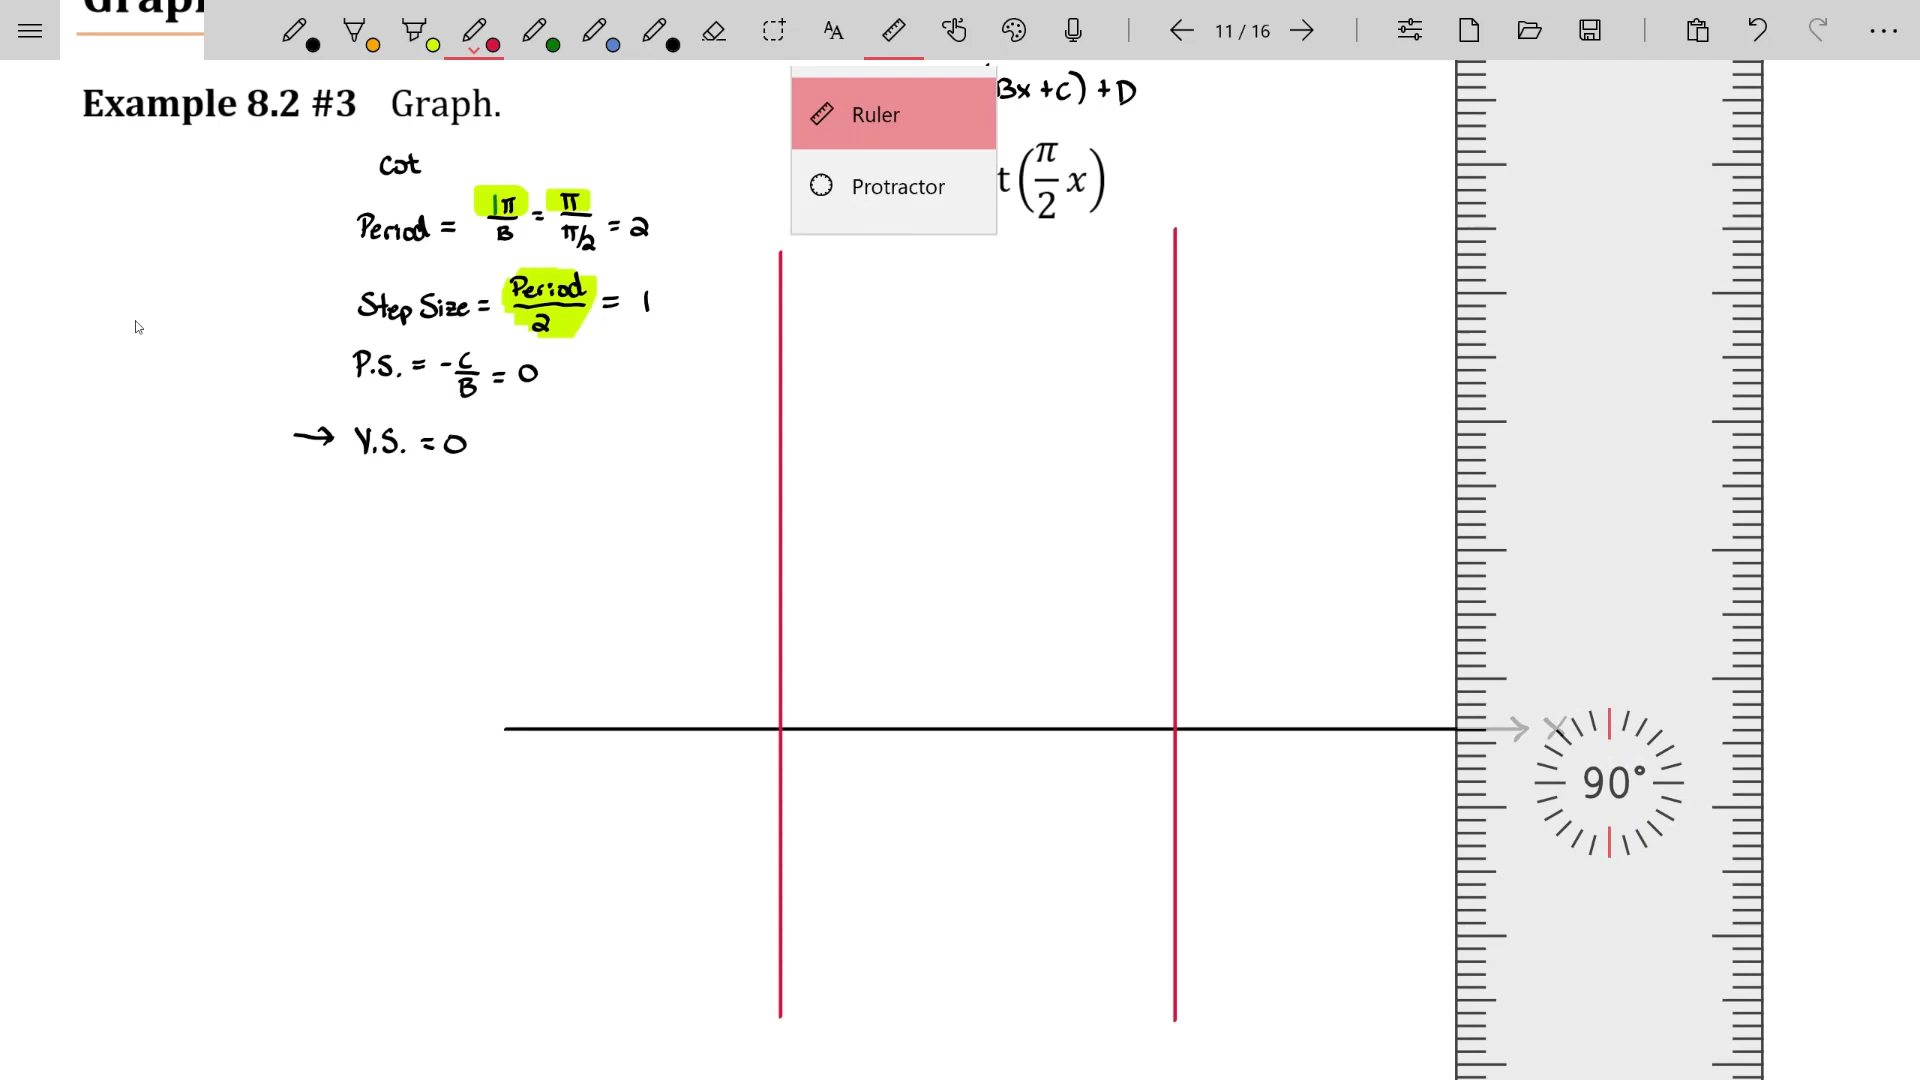 11 / 16
Example 8.2 #3 Graph.
Bx + C) + D
Ruler
Protractor
t(π/2 x)
Cot
Period = 1π/B = π/π/2 = 2
Step Size = Period/2 = 1
P.S. = -C/B = 0
→ V.S. = 0
x
90°